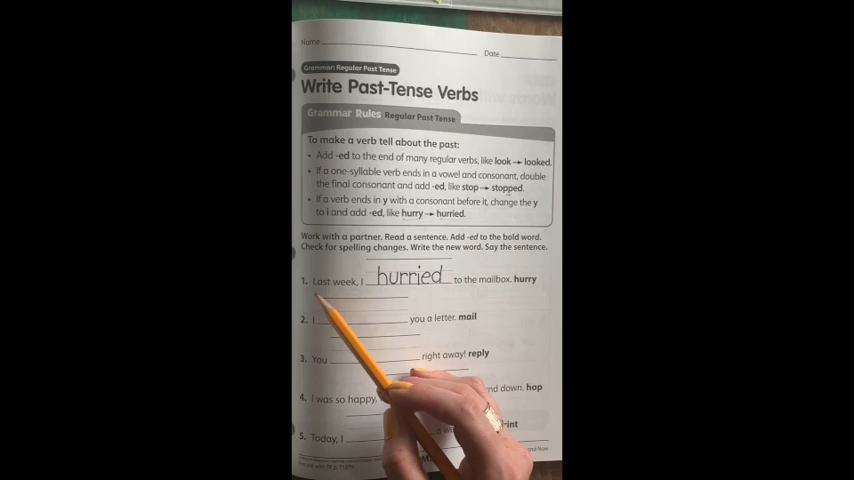 Name
Date
Grammar: Regular Past Tense
Write Past-Tense Verbs
Grammar Rules Regular Past Tense
To make a verb tell about the past:
• Add -ed to the end of many regular verbs, like look → looked.
• If a one-syllable verb ends in a vowel and consonant, double
the final consonant and add -ed, like stop → stopped.
• If a verb ends in y with a consonant before it, change the y
to i and add -ed, like hurry → hurried.
Work with a partner. Read a sentence. Add -ed to the bold word.
Check for spelling changes. Write the new word. Say the sentence.
1. Last week, I hurried to the mailbox. hurry
2. I you a letter. mail
3. You right away! reply
4. I was so happy, nd down. hop
5. Today, I a int